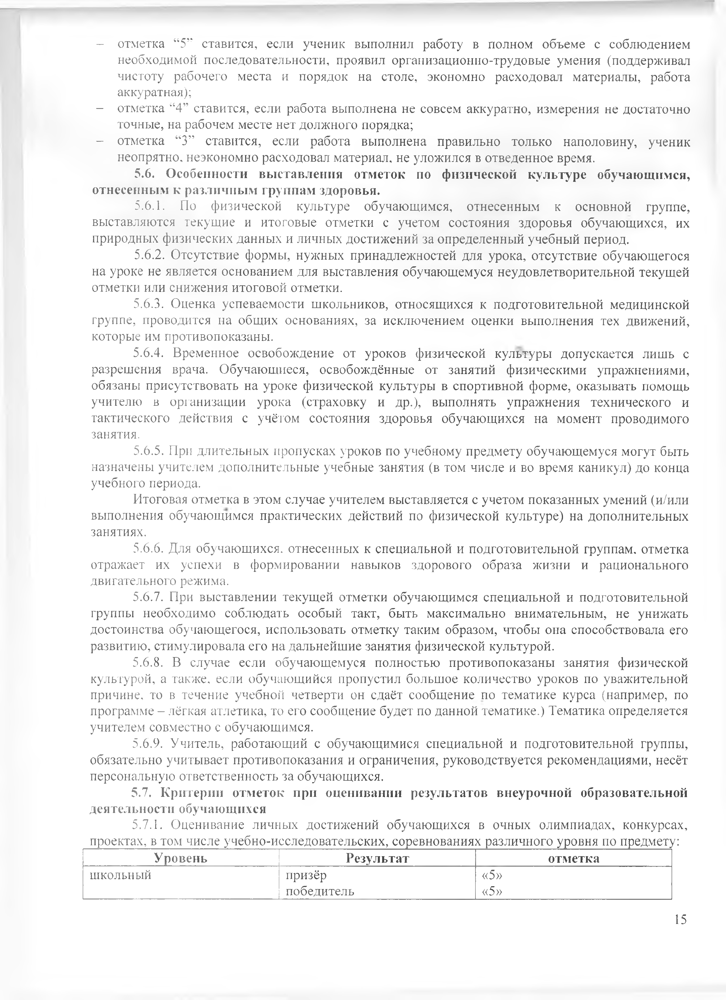 – отметка “5” ставится, если ученик выполнил работу в полном объеме с соблюдением
необходимой последовательности, проявил организационно-трудовые умения (поддерживал
чистоту рабочего места и порядок на столе, экономно расходовал материалы, работа
аккуратная);
– отметка “4” ставится, если работа выполнена не совсем аккуратно, измерения не достаточно
точные, на рабочем месте нет должного порядка;
– отметка “3” ставится, если работа выполнена правильно только наполовину, ученик
неопрятно, неэкономно расходовал материал, не уложился в отведенное время.
5.6. Особенности выставления отметок по физической культуре обучающимся,
отнесенным к различным группам здоровья.
5.6.1. По физической культуре обучающимся, отнесенным к основной группе,
выставляются текущие и итоговые отметки с учетом состояния здоровья обучающихся, их
природных физических данных и личных достижений за определенный учебный период.
5.6.2. Отсутствие формы, нужных принадлежностей для урока, отсутствие обучающегося
на уроке не является основанием для выставления обучающемуся неудовлетворительной текущей
отметки или снижения итоговой отметки.
5.6.3. Оценка успеваемости школьников, относящихся к подготовительной медицинской
группе, проводится на общих основаниях, за исключением оценки выполнения тех движений,
которые им противопоказаны.
5.6.4. Временное освобождение от уроков физической культуры допускается лишь с
разрешения врача. Обучающиеся, освобождённые от занятий физическими упражнениями,
обязаны присутствовать на уроке физической культуры в спортивной форме, оказывать помощь
учителю в организации урока (страховку и др.), выполнять упражнения технического и
тактического действия с учётом состояния здоровья обучающихся на момент проводимого
занятия.
5.6.5. При длительных пропусках уроков по учебному предмету обучающемуся могут быть
назначены учителем дополнительные учебные занятия (в том числе и во время каникул) до конца
учебного периода.
Итоговая отметка в этом случае учителем выставляется с учетом показанных умений (и/или
выполнения обучающимся практических действий по физической культуре) на дополнительных
занятиях.
5.6.6. Для обучающихся, отнесенных к специальной и подготовительной группам, отметка
отражает их успехи в формировании навыков здорового образа жизни и рационального
двигательного режима.
5.6.7. При выставлении текущей отметки обучающимся специальной и подготовительной
группы необходимо соблюдать особый такт, быть максимально внимательным, не унижать
достоинства обучающегося, использовать отметку таким образом, чтобы она способствовала его
развитию, стимулировала его на дальнейшие занятия физической культурой.
5.6.8. В случае если обучающемуся полностью противопоказаны занятия физической
культурой, а также, если обучающийся пропустил большое количество уроков по уважительной
причине, то в течение учебной четверти он сдаёт сообщение по тематике курса (например, по
программе – лёгкая атлетика, то его сообщение будет по данной тематике.) Тематика определяется
учителем совместно с обучающимся.
5.6.9. Учитель, работающий с обучающимися специальной и подготовительной группы,
обязательно учитывает противопоказания и ограничения, руководствуется рекомендациями, несёт
персональную ответственность за обучающихся.
5.7. Критерии отметок при оценивании результатов внеурочной образовательной
деятельности обучающихся
5.7.1. Оценивание личных достижений обучающихся в очных олимпиадах, конкурсах,
проектах, в том числе учебно-исследовательских, соревнованиях различного уровня по предмету:
Уровень Результат отметка
школьный призёр «5»
победитель «5»
15